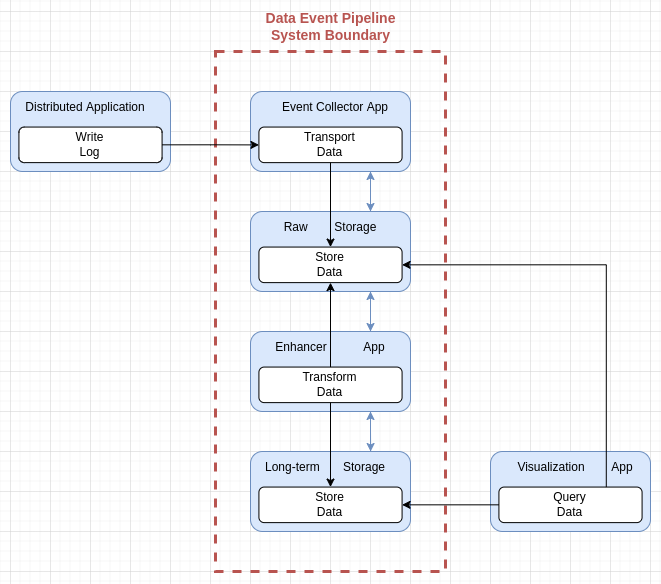 Data Event Pipeline
System Boundary
Distributed Application
Write
Log
Event Collector App
Transport
Data
Raw Storage
Store
Data
Enhancer App
Transform
Data
Long-term Storage
Store
Data
Visualization App
Query
Data